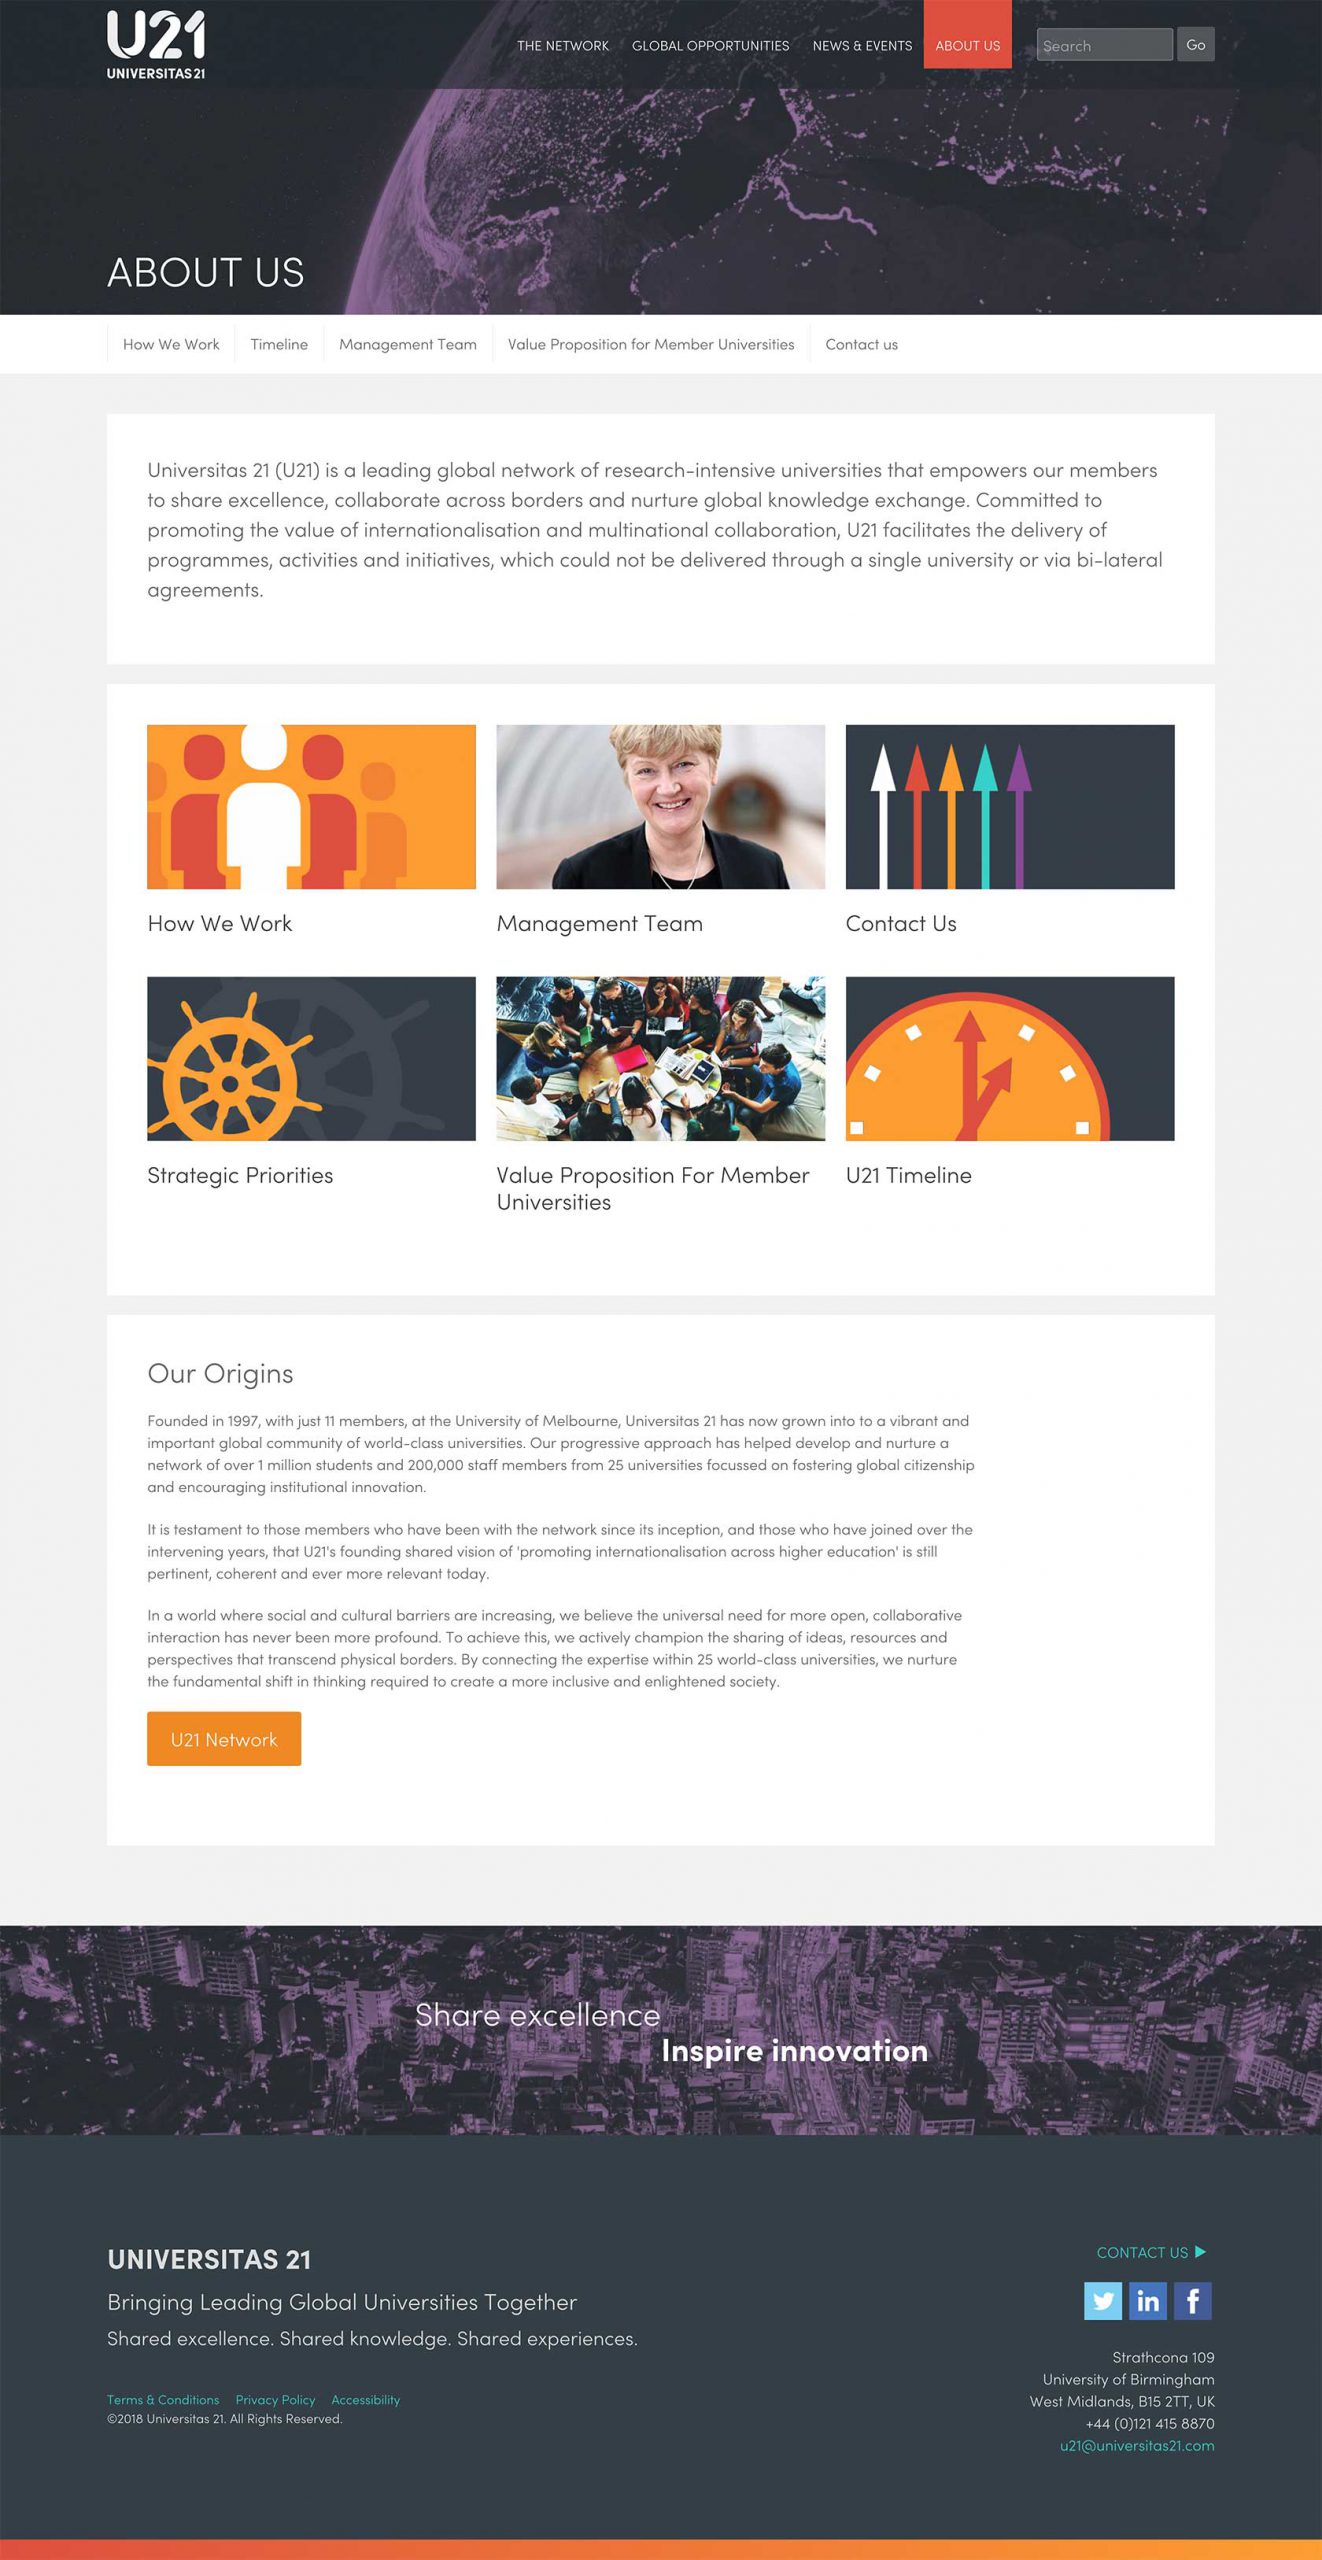 U21
UNIVERSITAS 21
THE NETWORK
GLOBAL OPPORTUNITIES
NEWS & EVENTS
ABOUT US
Search
Go
ABOUT US
How We Work
Timeline
Management Team
Value Proposition for Member Universities
Contact us
Universitas 21 (U21) is a leading global network of research-intensive universities that empowers our members
to share excellence, collaborate across borders and nurture global knowledge exchange. Committed to
promoting the value of internationalisation and multinational collaboration, U21 facilitates the delivery of
programmes, activities and initiatives, which could not be delivered through a single university or via bi-lateral
agreements.
How We Work
Management Team
Contact Us
Strategic Priorities
Value Proposition For Member
Universities
U21 Timeline
Our Origins
Founded in 1997, with just 11 members, at the University of Melbourne, Universitas 21 has now grown into to a vibrant and
important global community of world-class universities. Our progressive approach has helped develop and nurture a
network of over 1 million students and 200,000 staff members from 25 universities focussed on fostering global citizenship
and encouraging institutional innovation.
It is testament to those members who have been with the network since its inception, and those who have joined over the
intervening years, that U21's founding shared vision of 'promoting internationalisation across higher education' is still
pertinent, coherent and ever more relevant today.
In a world where social and cultural barriers are increasing, we believe the universal need for more open, collaborative
interaction has never been more profound. To achieve this, we actively champion the sharing of ideas, resources and
perspectives that transcend physical borders. By connecting the expertise within 25 world-class universities, we nurture
the fundamental shift in thinking required to create a more inclusive and enlightened society.
U21 Network
Share excellence
Inspire innovation
UNIVERSITAS 21
Bringing Leading Global Universities Together
Shared excellence. Shared knowledge. Shared experiences.
Terms & Conditions
Privacy Policy
Accessibility
©2018 Universitas 21. All Rights Reserved.
CONTACT US
in
f
Strathcona 109
University of Birmingham
West Midlands, B15 2TT, UK
+44 (0)121 415 8870
u21@universitas21.com